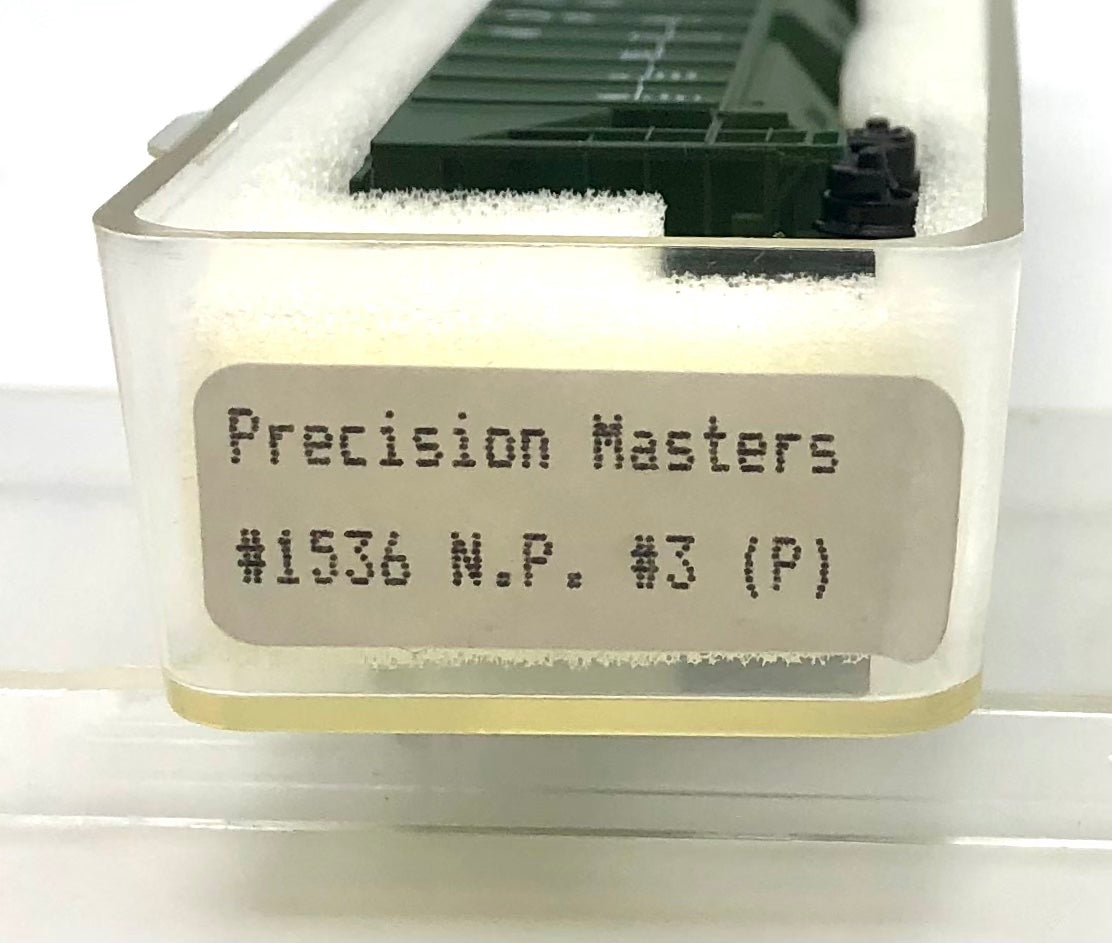 Precision Masters
#1536 N.P. #3 (P)